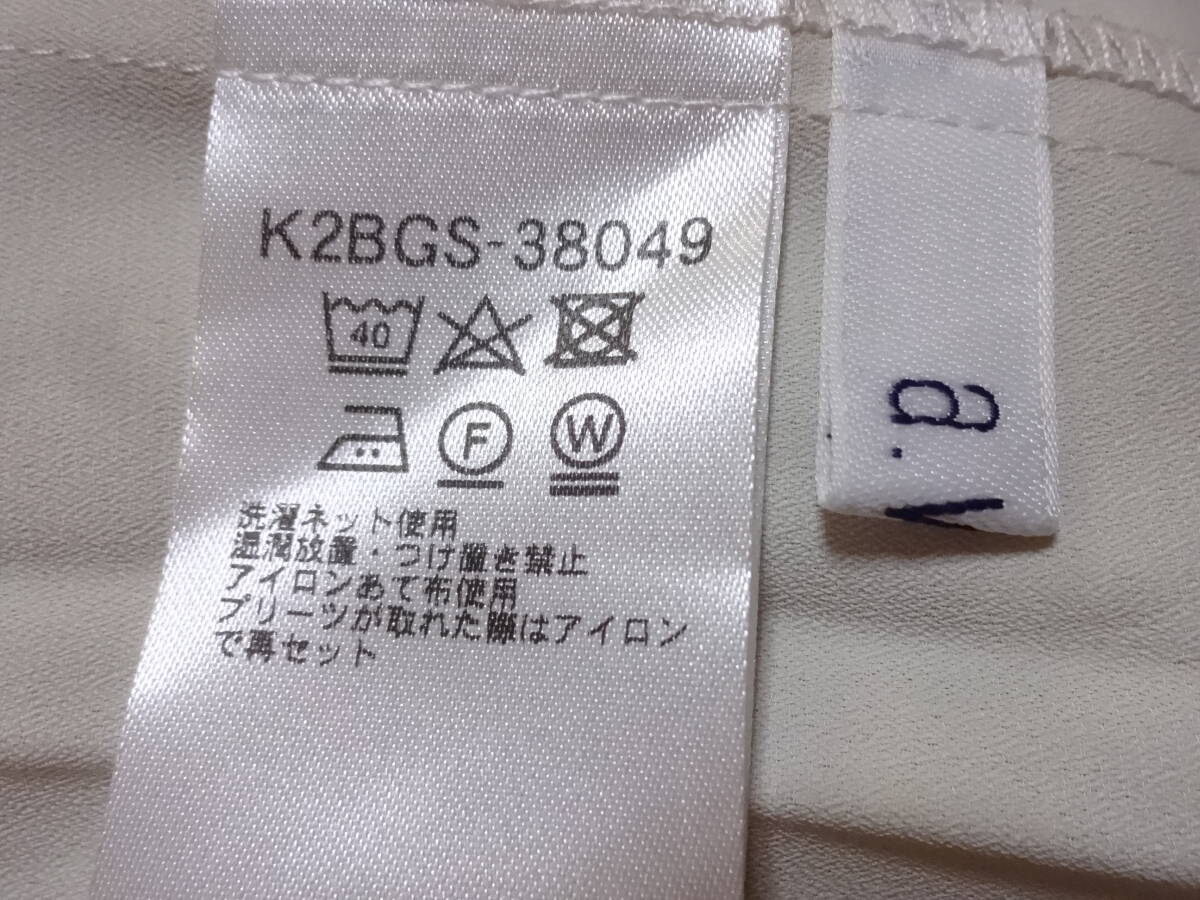 K2BGS-38049
40
F W
洗濯ネット使用
湿潤放置・つけ置き禁止
アイロンあて布使用
プリーツが取れた際はアイロン
で再セット
a.